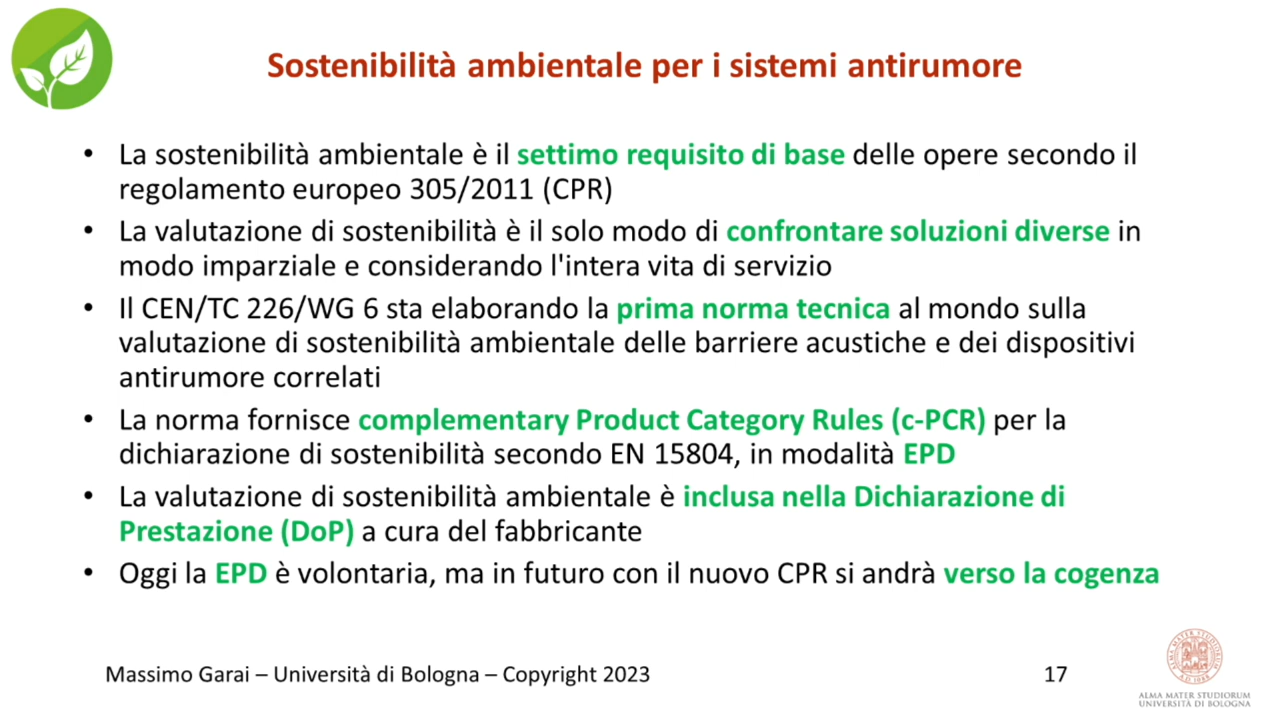 Sostenibilità ambientale per i sistemi antirumore
• La sostenibilità ambientale è il settimo requisito di base delle opere secondo il
regolamento europeo 305/2011 (CPR)
• La valutazione di sostenibilità è il solo modo di confrontare soluzioni diverse in
modo imparziale e considerando l'intera vita di servizio
• Il CEN/TC 226/WG 6 sta elaborando la prima norma tecnica al mondo sulla
valutazione di sostenibilità ambientale delle barriere acustiche e dei dispositivi
antirumore correlati
• La norma fornisce complementary Product Category Rules (c-PCR) per la
dichiarazione di sostenibilità secondo EN 15804, in modalità EPD
• La valutazione di sostenibilità ambientale è inclusa nella Dichiarazione di
Prestazione (DoP) a cura del fabbricante
• Oggi la EPD è volontaria, ma in futuro con il nuovo CPR si andrà verso la cogenza
Massimo Garai – Università di Bologna – Copyright 2023
17
ALMA MATER STUDIORUM
A.D. 1088
ALMA MATER STUDIORUM
UNIVERSITÀ DI BOLOGNA